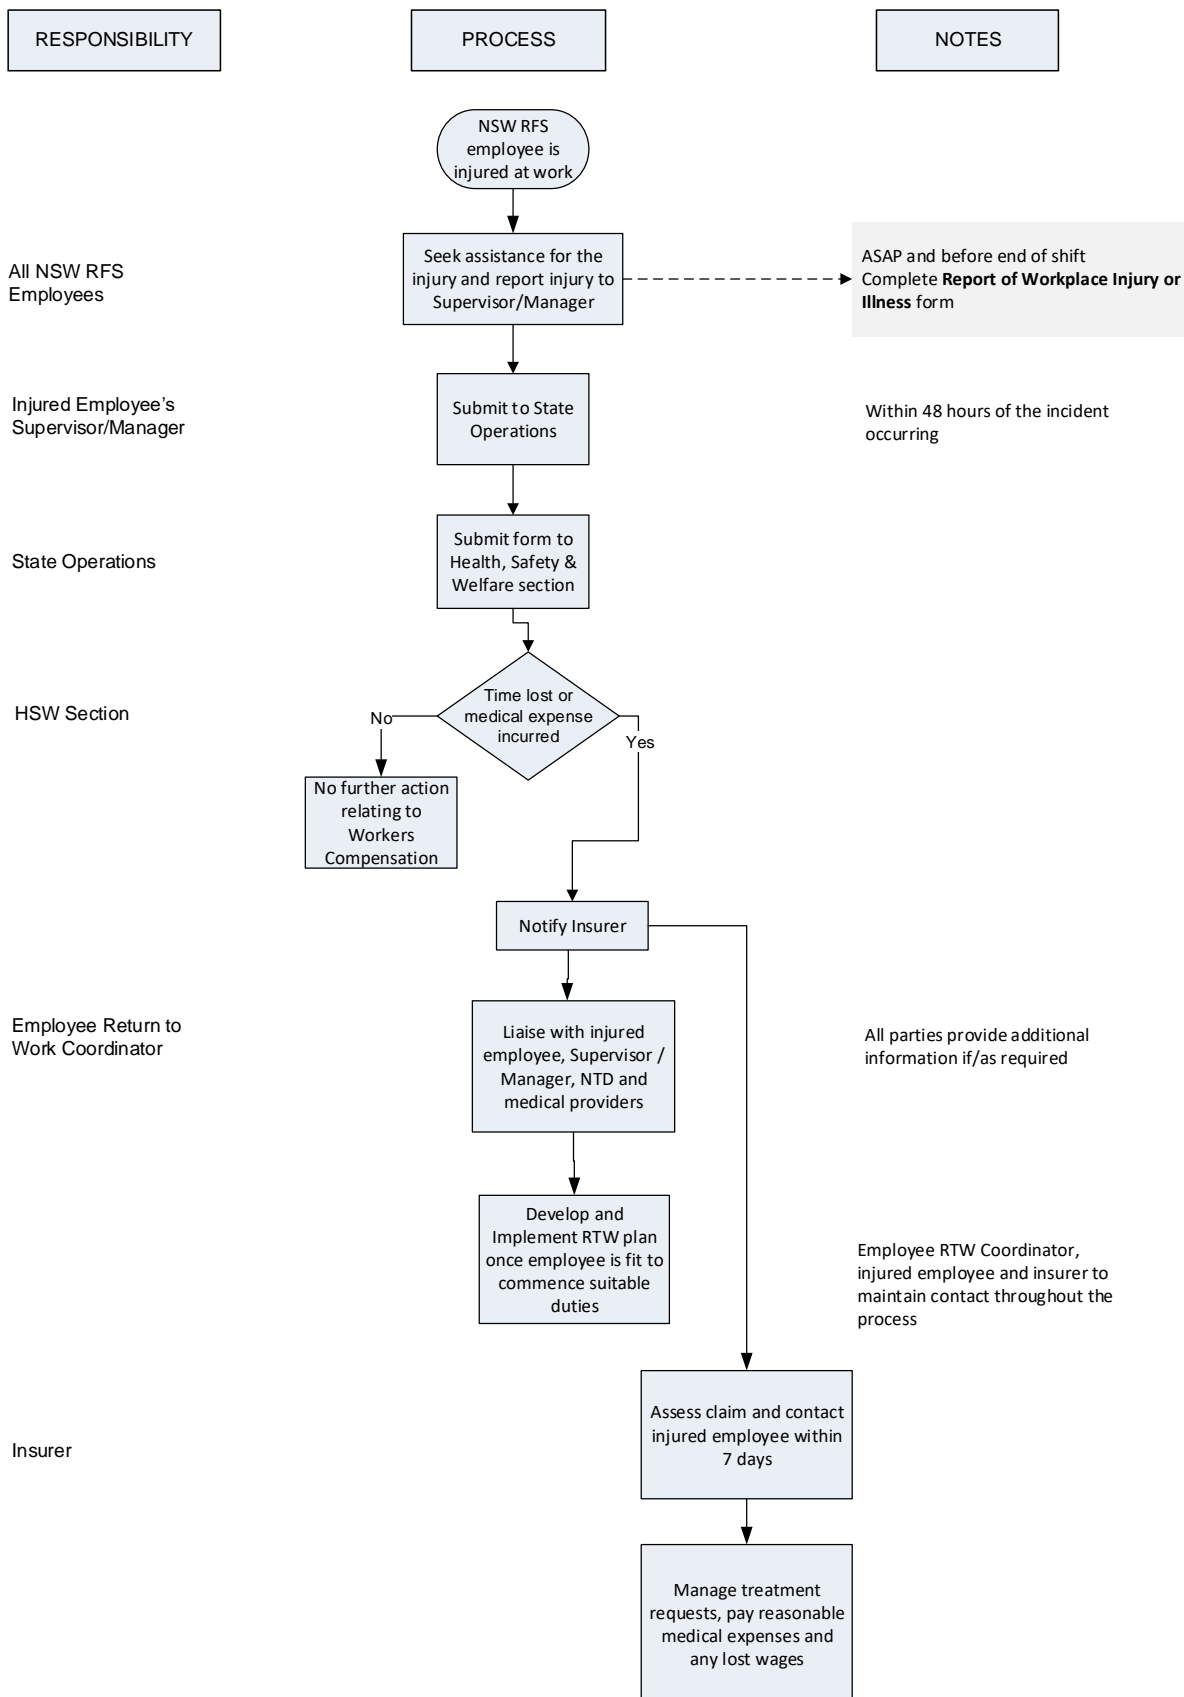 RESPONSIBILITY
PROCESS
NOTES
NSW RFS
employee is
injured at work
All NSW RFS
Employees
Seek assistance for the
injury and report injury to
Supervisor/Manager
ASAP and before end of shift
Complete Report of Workplace Injury or
Illness form
Injured Employee’s
Supervisor/Manager
Submit to State
Operations
Within 48 hours of the incident
occurring
State Operations
Submit form to
Health, Safety &
Welfare section
HSW Section
Time lost or
medical expense
incurred
No
Yes
No further action
relating to
Workers
Compensation
Notify Insurer
Employee Return to
Work Coordinator
Liaise with injured
employee, Supervisor /
Manager, NTD and
medical providers
All parties provide additional
information if/as required
Develop and
Implement RTW plan
once employee is fit to
commence suitable
duties
Employee RTW Coordinator,
injured employee and insurer to
maintain contact throughout the
process
Insurer
Assess claim and contact
injured employee within
7 days
Manage treatment
requests, pay reasonable
medical expenses and
any lost wages